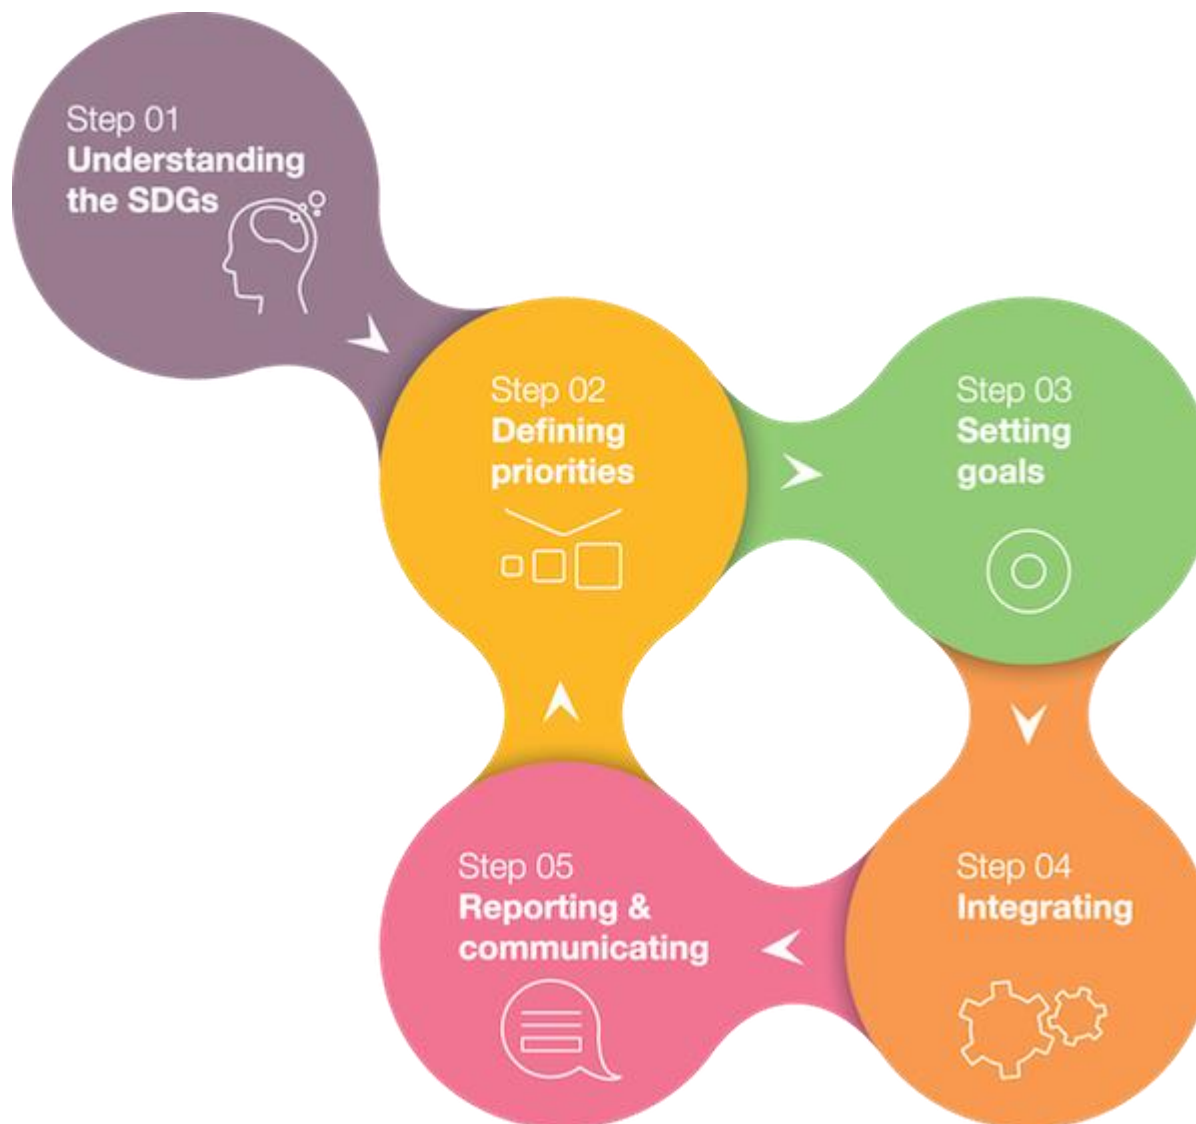 Step 01
Understanding
the SDGs
Step 02
Defining
priorities
Step 03
Setting
goals
Step 04
Integrating
Step 05
Reporting &
communicating